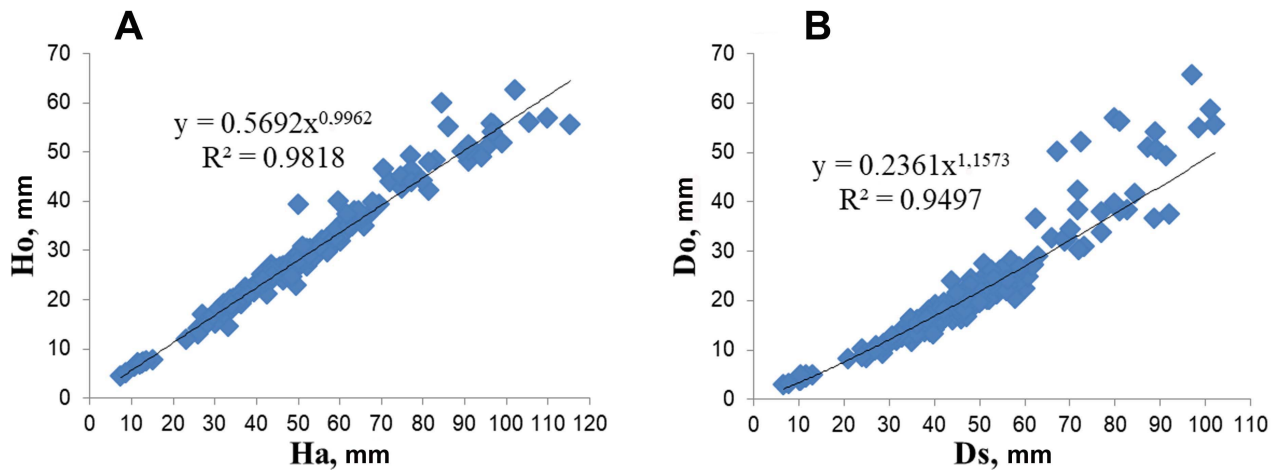 A
70
60
50
40
30
20
10
0
y = 0.5692x^0.9962
R² = 0.9818
Ho, mm
0 10 20 30 40 50 60 70 80 90 100 110 120
Ha, mm
B
70
60
50
40
30
20
10
0
y = 0.2361x^1,1573
R² = 0.9497
Do, mm
0 10 20 30 40 50 60 70 80 90 100 110
Ds, mm